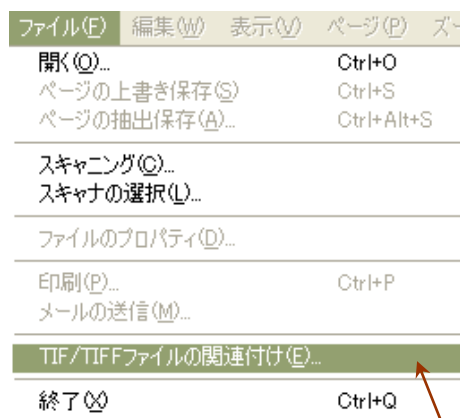 ファイル(F) 編集(W) 表示(V) ページ(P) ズー
開く(O)... Ctrl+O
ページの上書き保存(S) Ctrl+S
ページの抽出保存(A)... Ctrl+Alt+S
スキャニング(C)...
スキャナの選択(L)...
ファイルのプロパティ(D)...
印刷(P)... Ctrl+P
メールの送信(M)...
TIF/TIFFファイルの関連付け(E)...
終了(X) Ctrl+Q